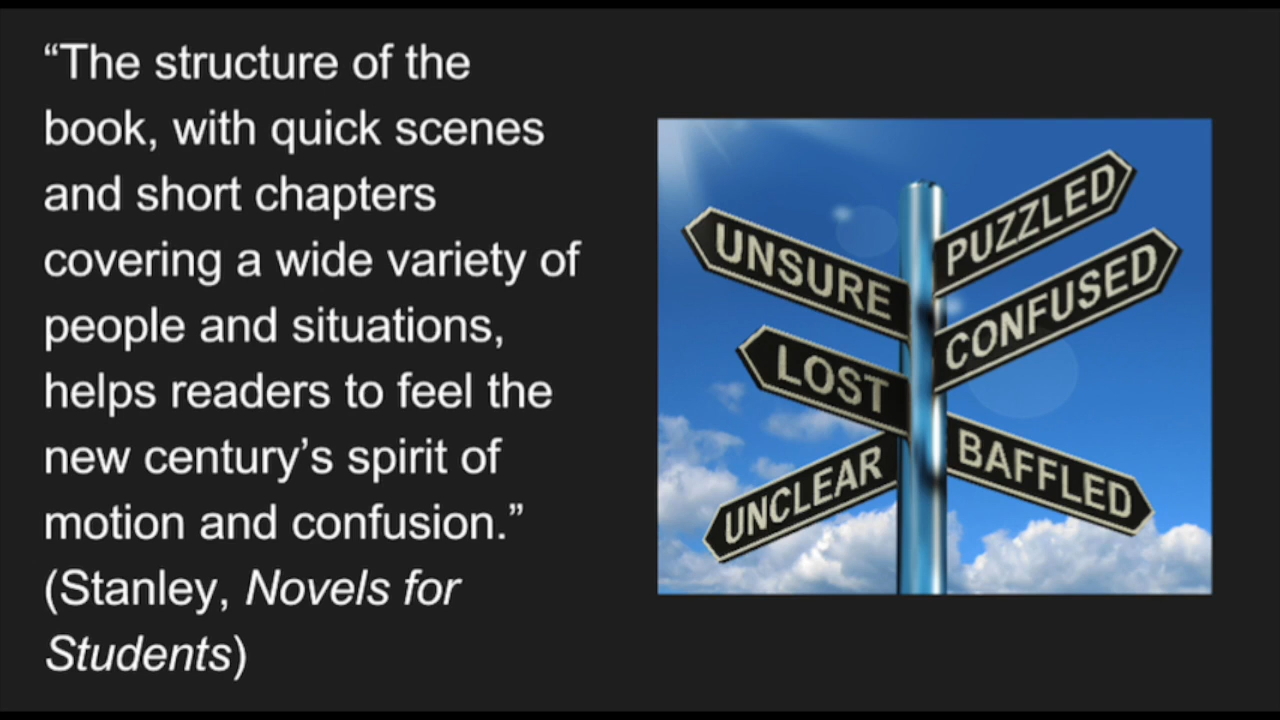 “The structure of the
book, with quick scenes
and short chapters
covering a wide variety of
people and situations,
helps readers to feel the
new century’s spirit of
motion and confusion.”
(Stanley, Novels for
Students)
UNSURE
PUZZLED
CONFUSED
LOST
BAFFLED
UNCLEAR